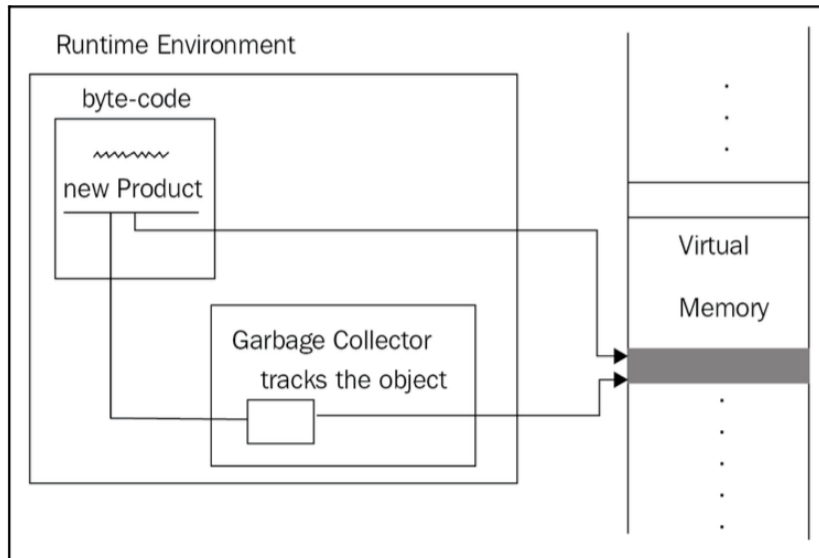 Runtime Environment
byte-code
new Product
Virtual
Memory
Garbage Collector
tracks the object